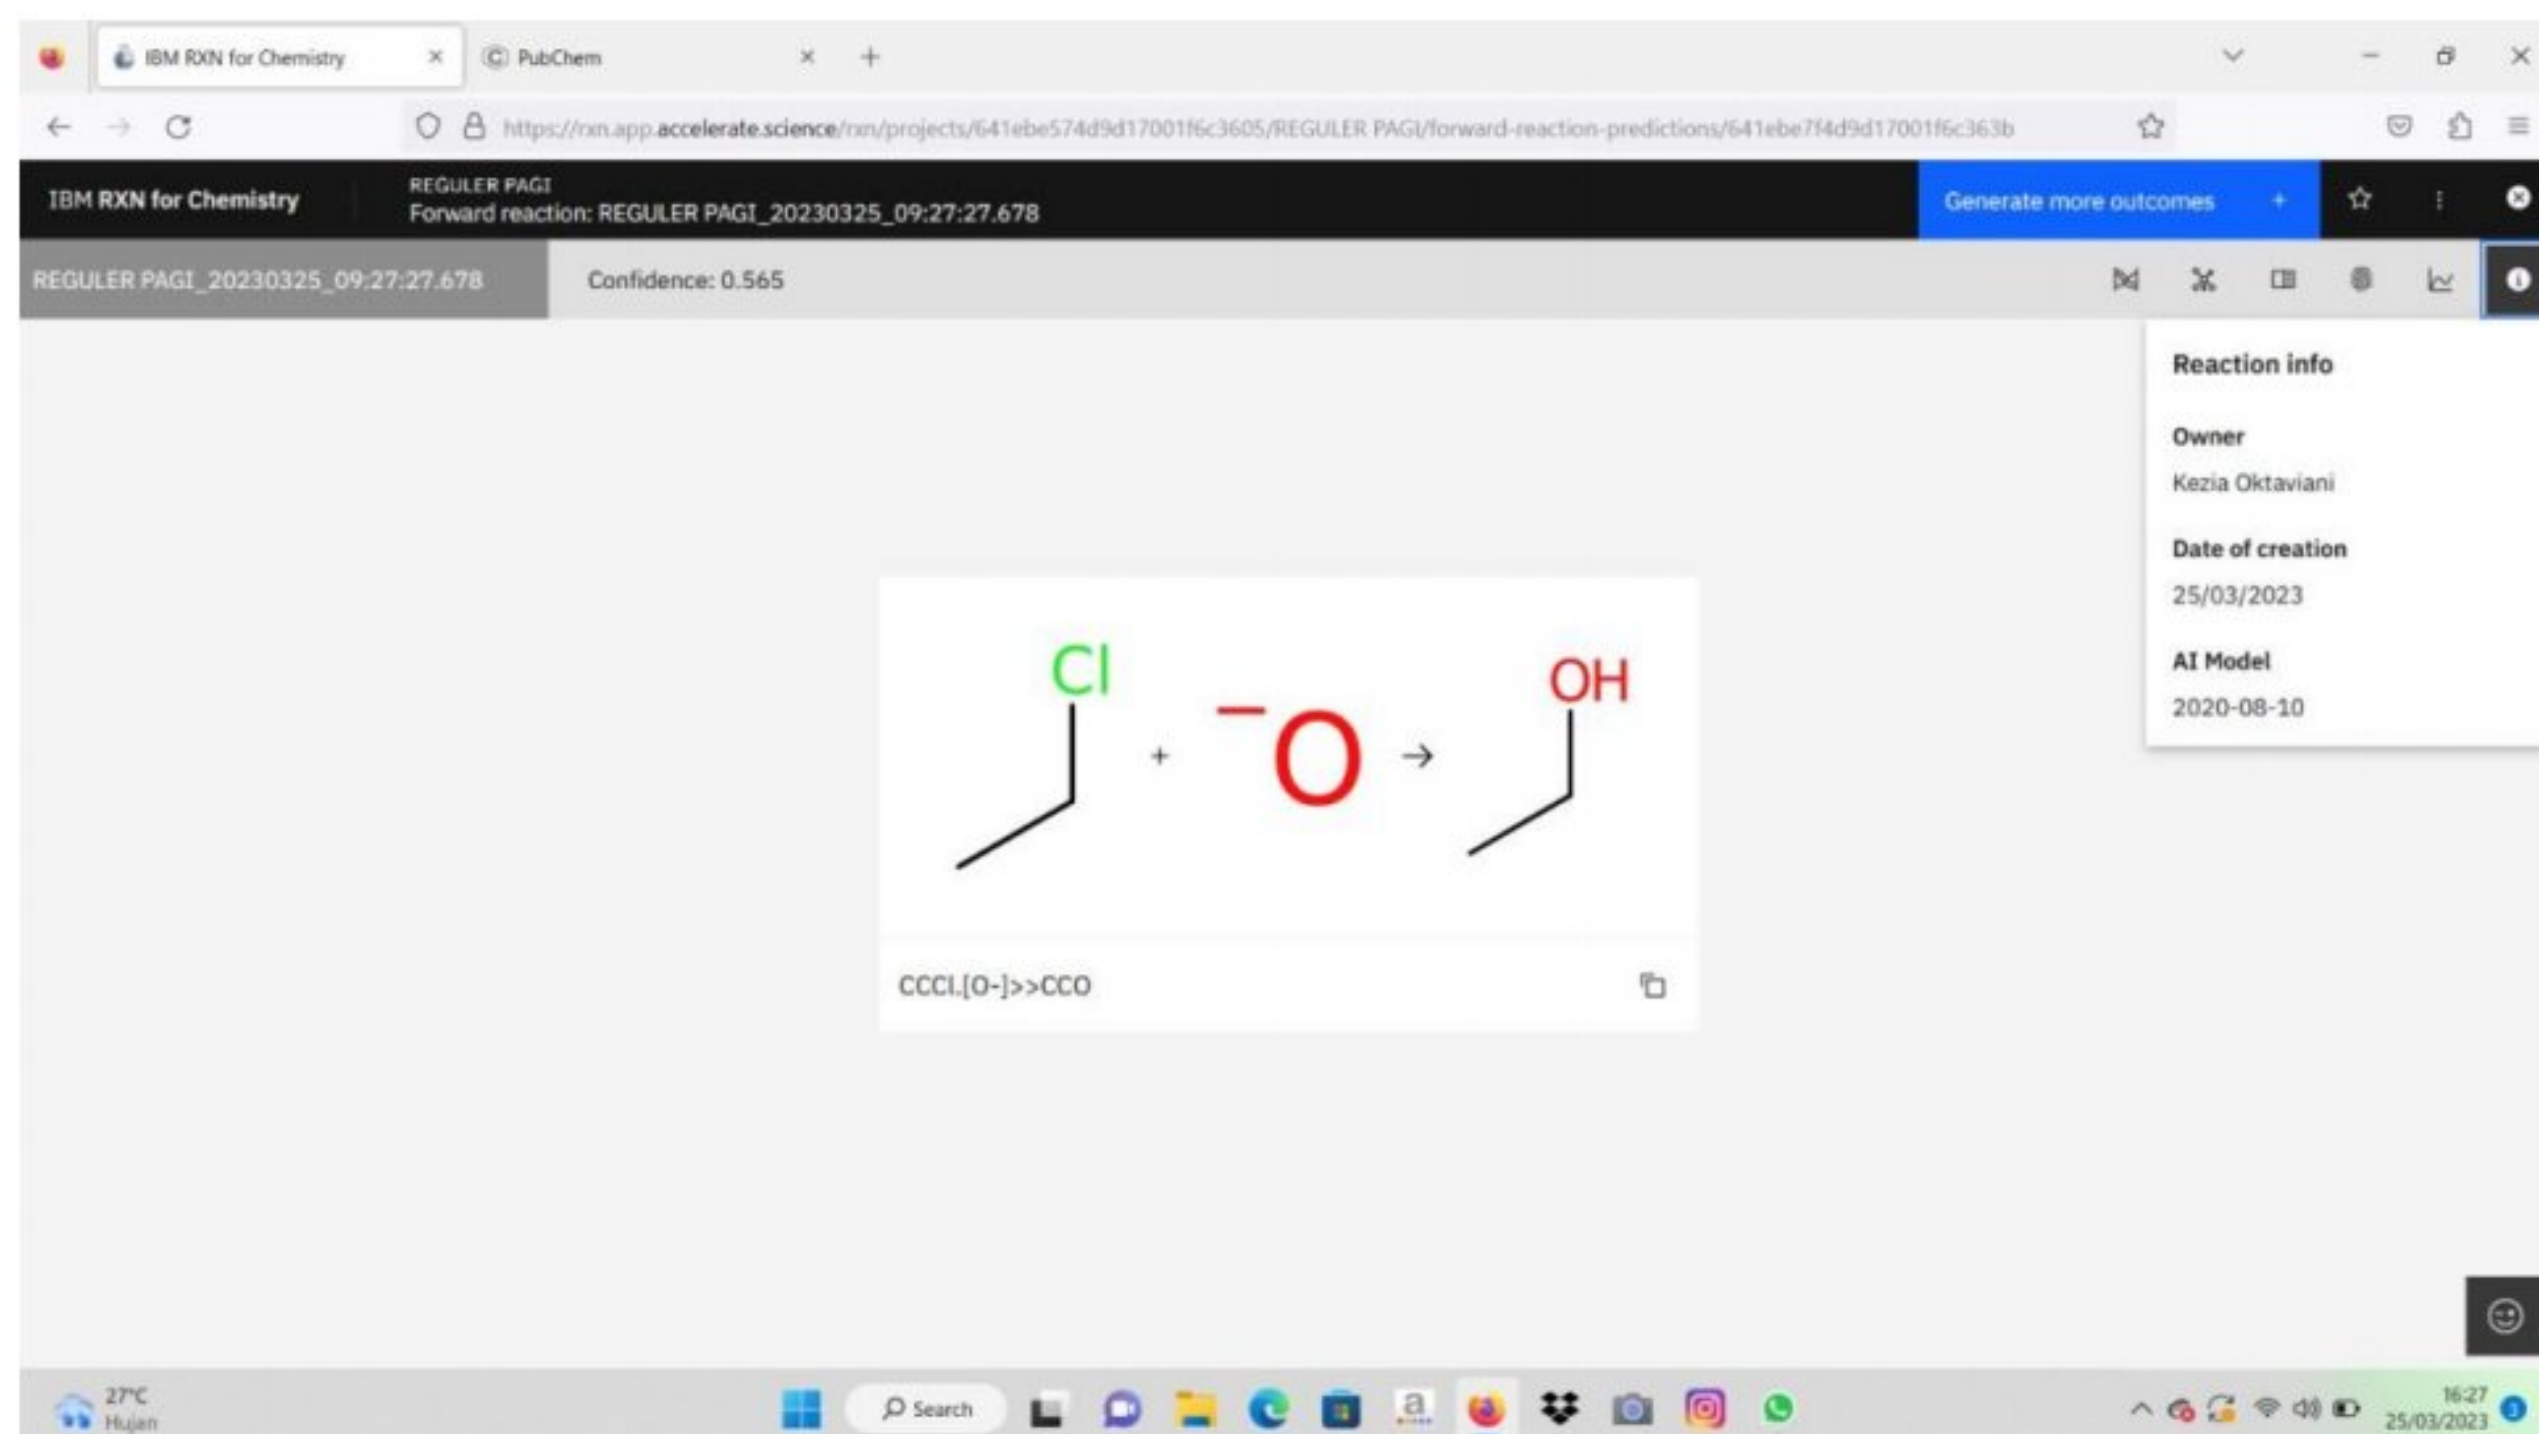 IBM RXN for Chemistry
PubChem
https://rxn.app.accelerate.science/rxn/projects/641ebe574d9d17001f6c3605/REGULER PAGI/forward-reaction-predictions/641ebe7f4d9d17001f6c363b
IBM RXN for Chemistry
REGULER PAGI
Forward reaction: REGULER PAGI_20230325_09:27:27.678
Generate more outcomes +
REGULER PAGI_20230325_09:27:27.678
Confidence: 0.565
Reaction info
Owner
Kezia Oktaviani
Date of creation
25/03/2023
AI Model
2020-08-10
Cl
+
−O
→
OH
CCCl.[O-]>>CCO
27°C
Hujan
Search
a
16:27
25/03/2023
3